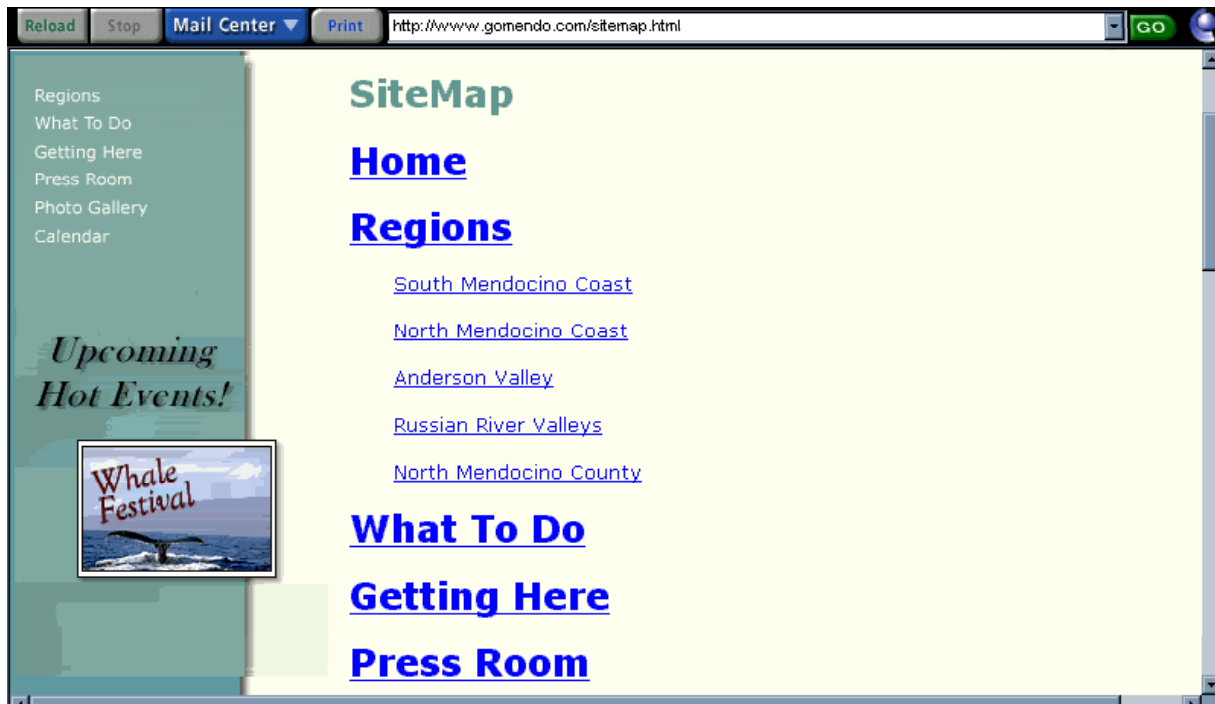 Reload Stop Mail Center Print http://www.gomendo.com/sitemap.html GO
Regions
What To Do
Getting Here
Press Room
Photo Gallery
Calendar
Upcoming
Hot Events!
Whale
Festival
SiteMap
Home
Regions
South Mendocino Coast
North Mendocino Coast
Anderson Valley
Russian River Valleys
North Mendocino County
What To Do
Getting Here
Press Room